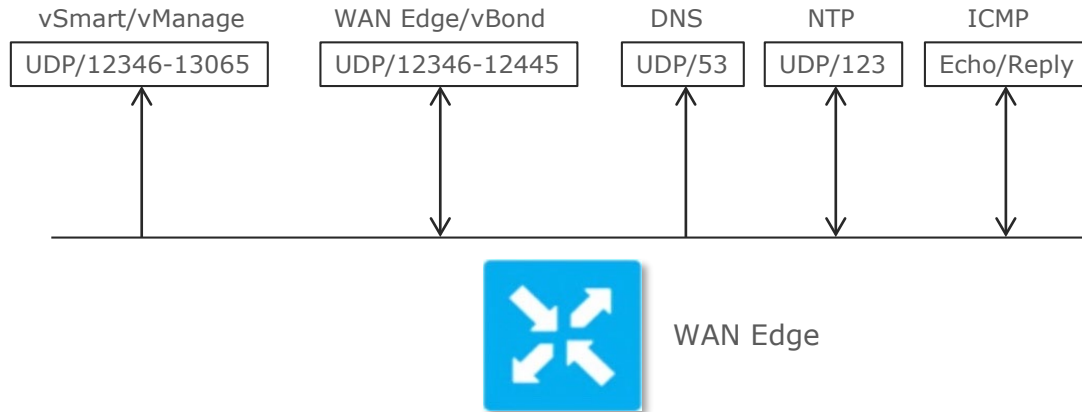 vSmart/vManage
UDP/12346-13065
WAN Edge/vBond
UDP/12346-12445
DNS
UDP/53
NTP
UDP/123
ICMP
Echo/Reply
WAN Edge